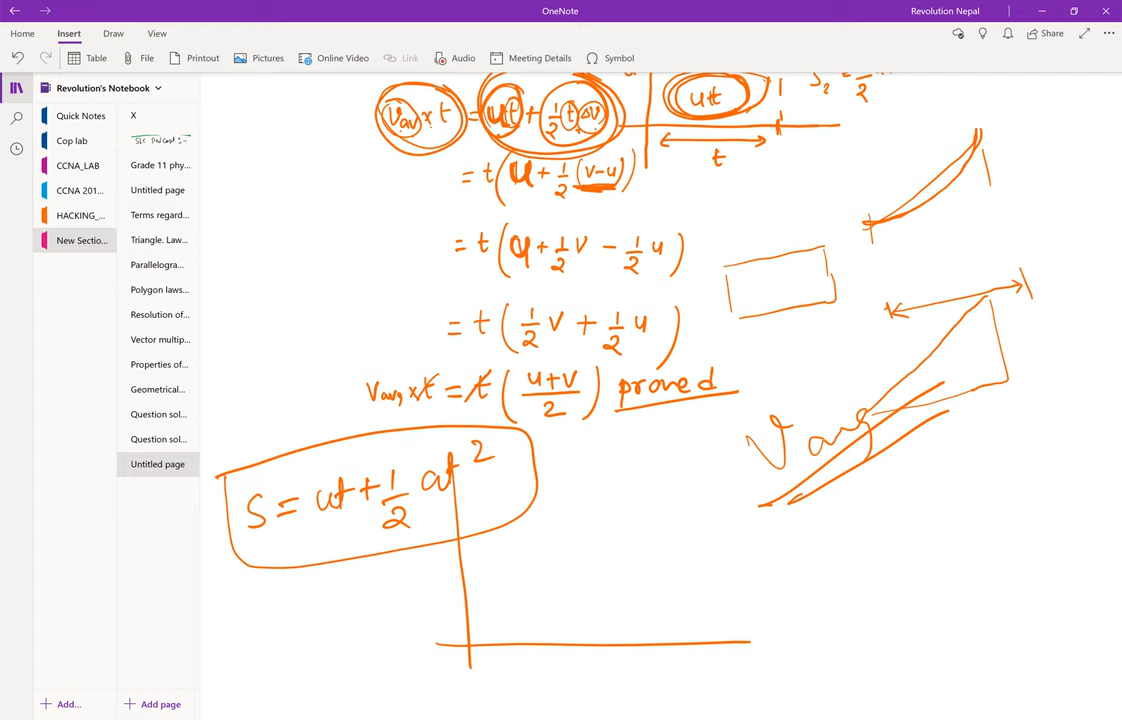 OneNote
Revolution Nepal
Home Insert Draw View
Share
Table File Printout Pictures Online Video Link Audio Meeting Details Symbol
Revolution's Notebook
Quick Notes
Cop lab
CCNA_LAB
CCNA 201...
HACKING_...
New Sectio...
X
Grade 11 phy...
Untitled page
Terms regard...
Triangle. Law...
Parallelogra...
Polygon laws...
Resolution of...
Vector multip...
Properties of...
Geometrical...
Question sol...
Question sol...
Untitled page
Add...
Add page
Vav × t = ut + 1/2 t Δv
ut
t
= t(u + 1/2 (v-u))
= t(u + 1/2 v - 1/2 u)
= t(1/2 v + 1/2 u)
Vavg × t = t (u+v/2) proved
Vavg
S = ut + 1/2 at²